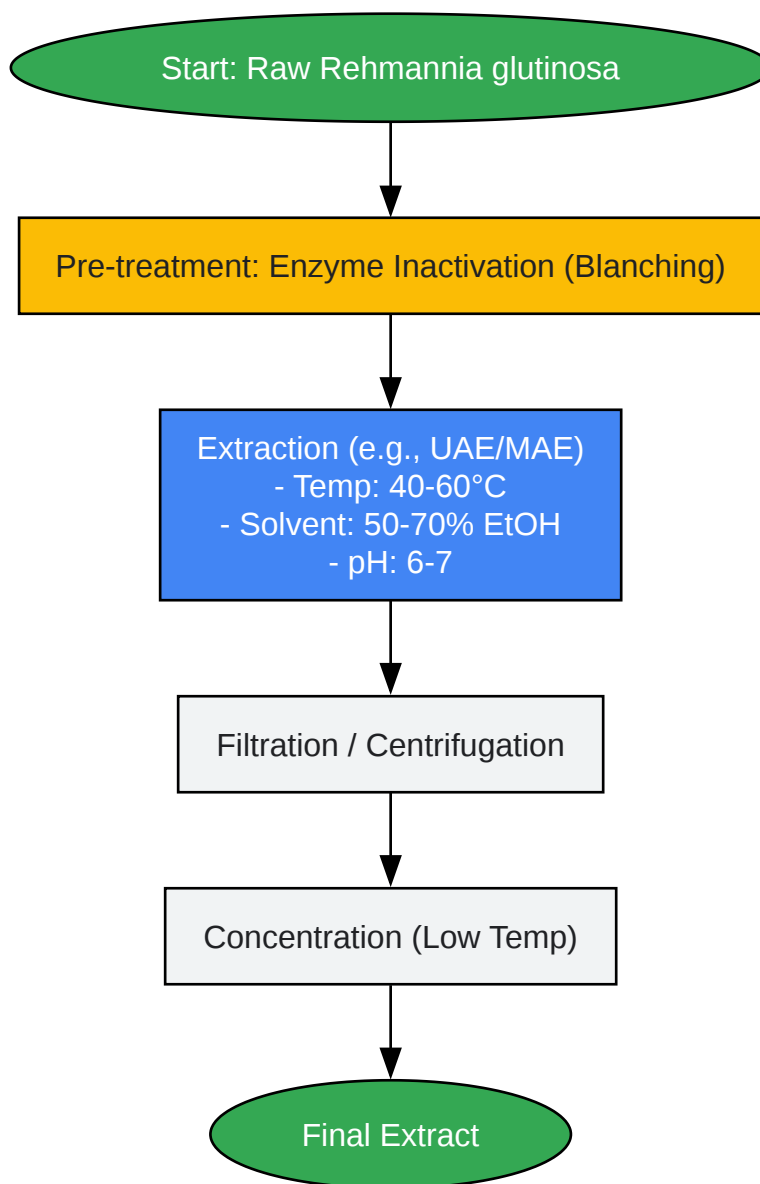 Start: Raw Rehmannia glutinosa
Pre-treatment: Enzyme Inactivation (Blanching)
Extraction (e.g., UAE/MAE)
- Temp: 40-60°C
- Solvent: 50-70% EtOH
- pH: 6-7
Filtration / Centrifugation
Concentration (Low Temp)
Final Extract